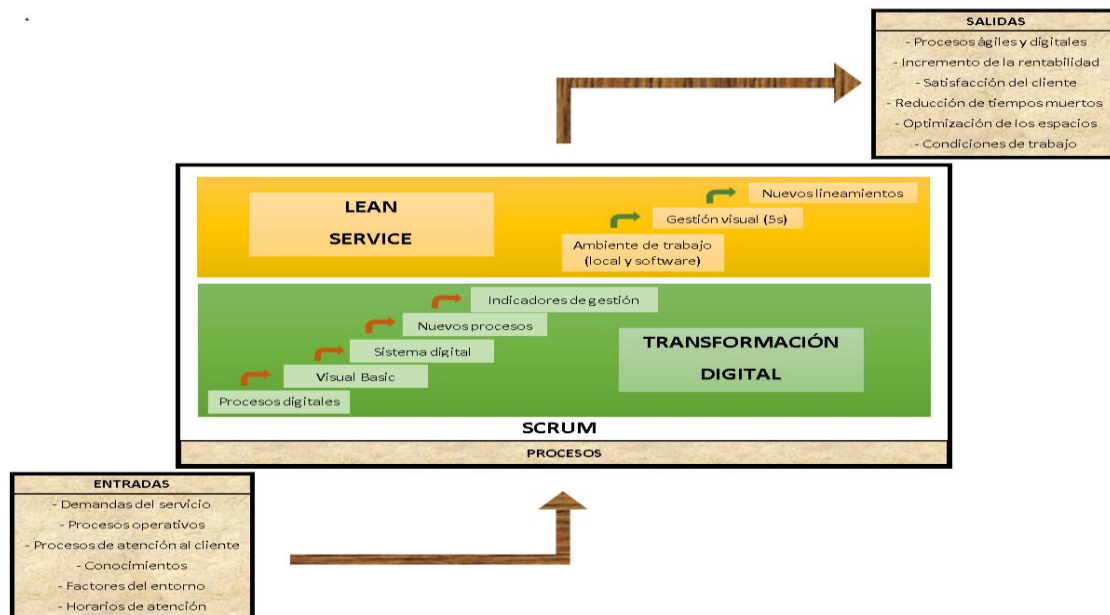 SALIDAS
- Procesos ágiles y digitales
- Incremento de la rentabilidad
- Satisfacción del cliente
- Reducción de tiempos muertos
- Optimización de los espacios
- Condiciones de trabajo
LEAN
SERVICE
Nuevos lineamientos
Gestión visual (5s)
Ambiente de trabajo
(local y software)
Indicadores de gestión
Nuevos procesos
Sistema digital
Visual Basic
Procesos digitales
TRANSFORMACIÓN
DIGITAL
SCRUM
PROCESOS
ENTRADAS
- Demandas del servicio
- Procesos operativos
- Procesos de atención al cliente
- Conocimientos
- Factores del entorno
- Horarios de atención